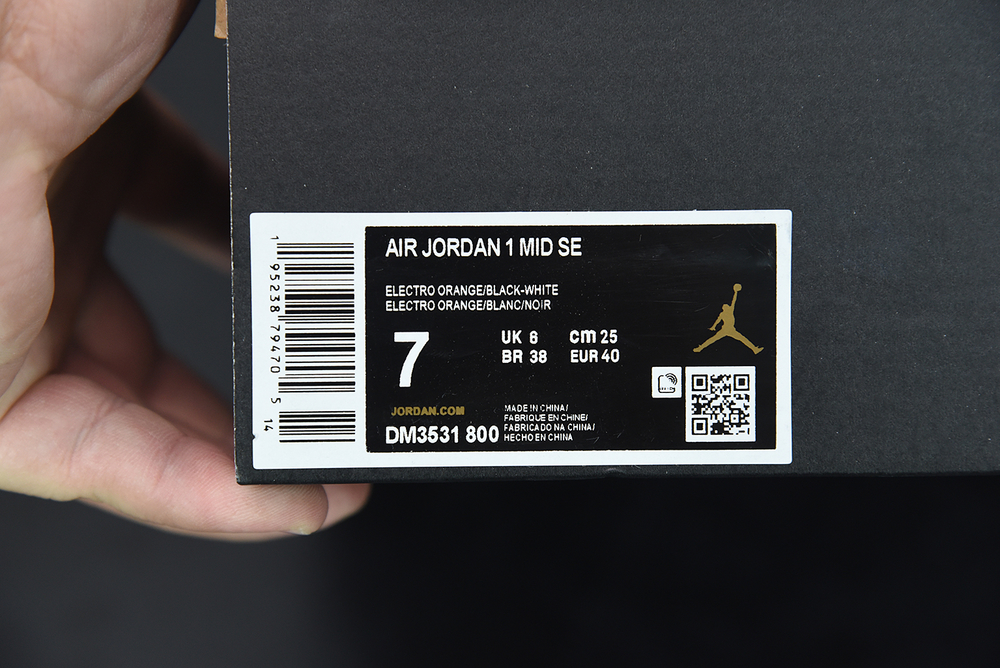 AIR JORDAN 1 MID SE
ELECTRO ORANGE/BLACK-WHITE
ELECTRO ORANGE/BLANC/NOIR
7
UK 6 cm 25
BR 38 EUR 40
JORDAN.COM
DM3531 800
MADE IN CHINA/
FABRIQUE EN CHINE/
FABRICADO NA CHINA/
HECHO EN CHINA
1 95238 79470 5
14